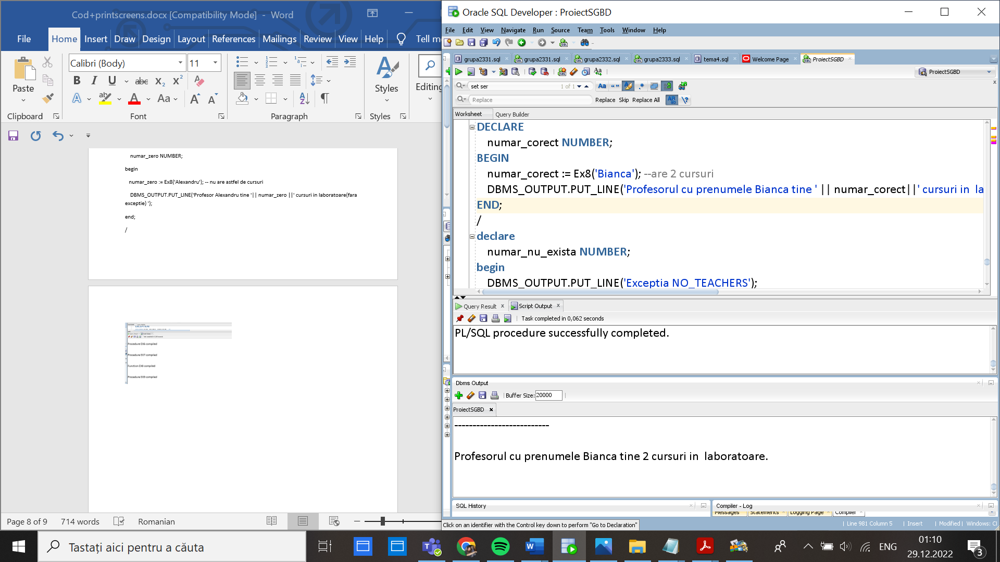 Cod+printscreens.docx [Compatibility Mode] - Word
File Home Insert Draw Design Layout References Mailings Review View Help Tell m
Paste
Clipboard
Calibri (Body) 11
Font
Paragraph
Styles
Styles
Editing
numar_zero NUMBER;
begin
numar_zero := Ex8('Alexandru'); -- nu are astfel de cursuri
DBMS_OUTPUT.PUT_LINE('Profesor Alexandru tine '|| numar_zero ||' cursuri in laboratoare(fara
exceptie) ');
end;
/
Procedure EX6 compiled
Procedure EX7 compiled
Function EX8 compiled
Procedure EX9 compiled
Page 8 of 9 714 words Romanian
Oracle SQL Developer : ProiectSGBD
File Edit View Navigate Run Source Team Tools Window Help
grupa2331.sql grupa2331.sql grupa2332.sql grupa2333.sql tema4.sql Welcome Page ProiectSGBD
ProiectSGBD
set ser 1 of 1
Replace Replace Skip Replace All
Worksheet Query Builder
DECLARE
numar_corect NUMBER;
BEGIN
numar_corect := Ex8('Bianca'); --are 2 cursuri
DBMS_OUTPUT.PUT_LINE('Profesorul cu prenumele Bianca tine ' || numar_corect||' cursuri in la
END;
/
declare
numar_nu_exista NUMBER;
begin
DBMS_OUTPUT.PUT_LINE('Exceptia NO_TEACHERS');
Query Result Script Output
Task completed in 0,062 seconds
PL/SQL procedure successfully completed.
Dbms Output
Buffer Size: 20000
ProiectSGBD
--------------------------
Profesorul cu prenumele Bianca tine 2 cursuri in laboratoare.
SQL History
Compiler - Log
Messages Statements Logging Page Compiler
Click on an identifier with the Control key down to perform "Go to Declaration"
Line 981 Column 5 Insert Modified Windows: Cl
Tastați aici pentru a căuta
ENG
01:10
29.12.2022
3